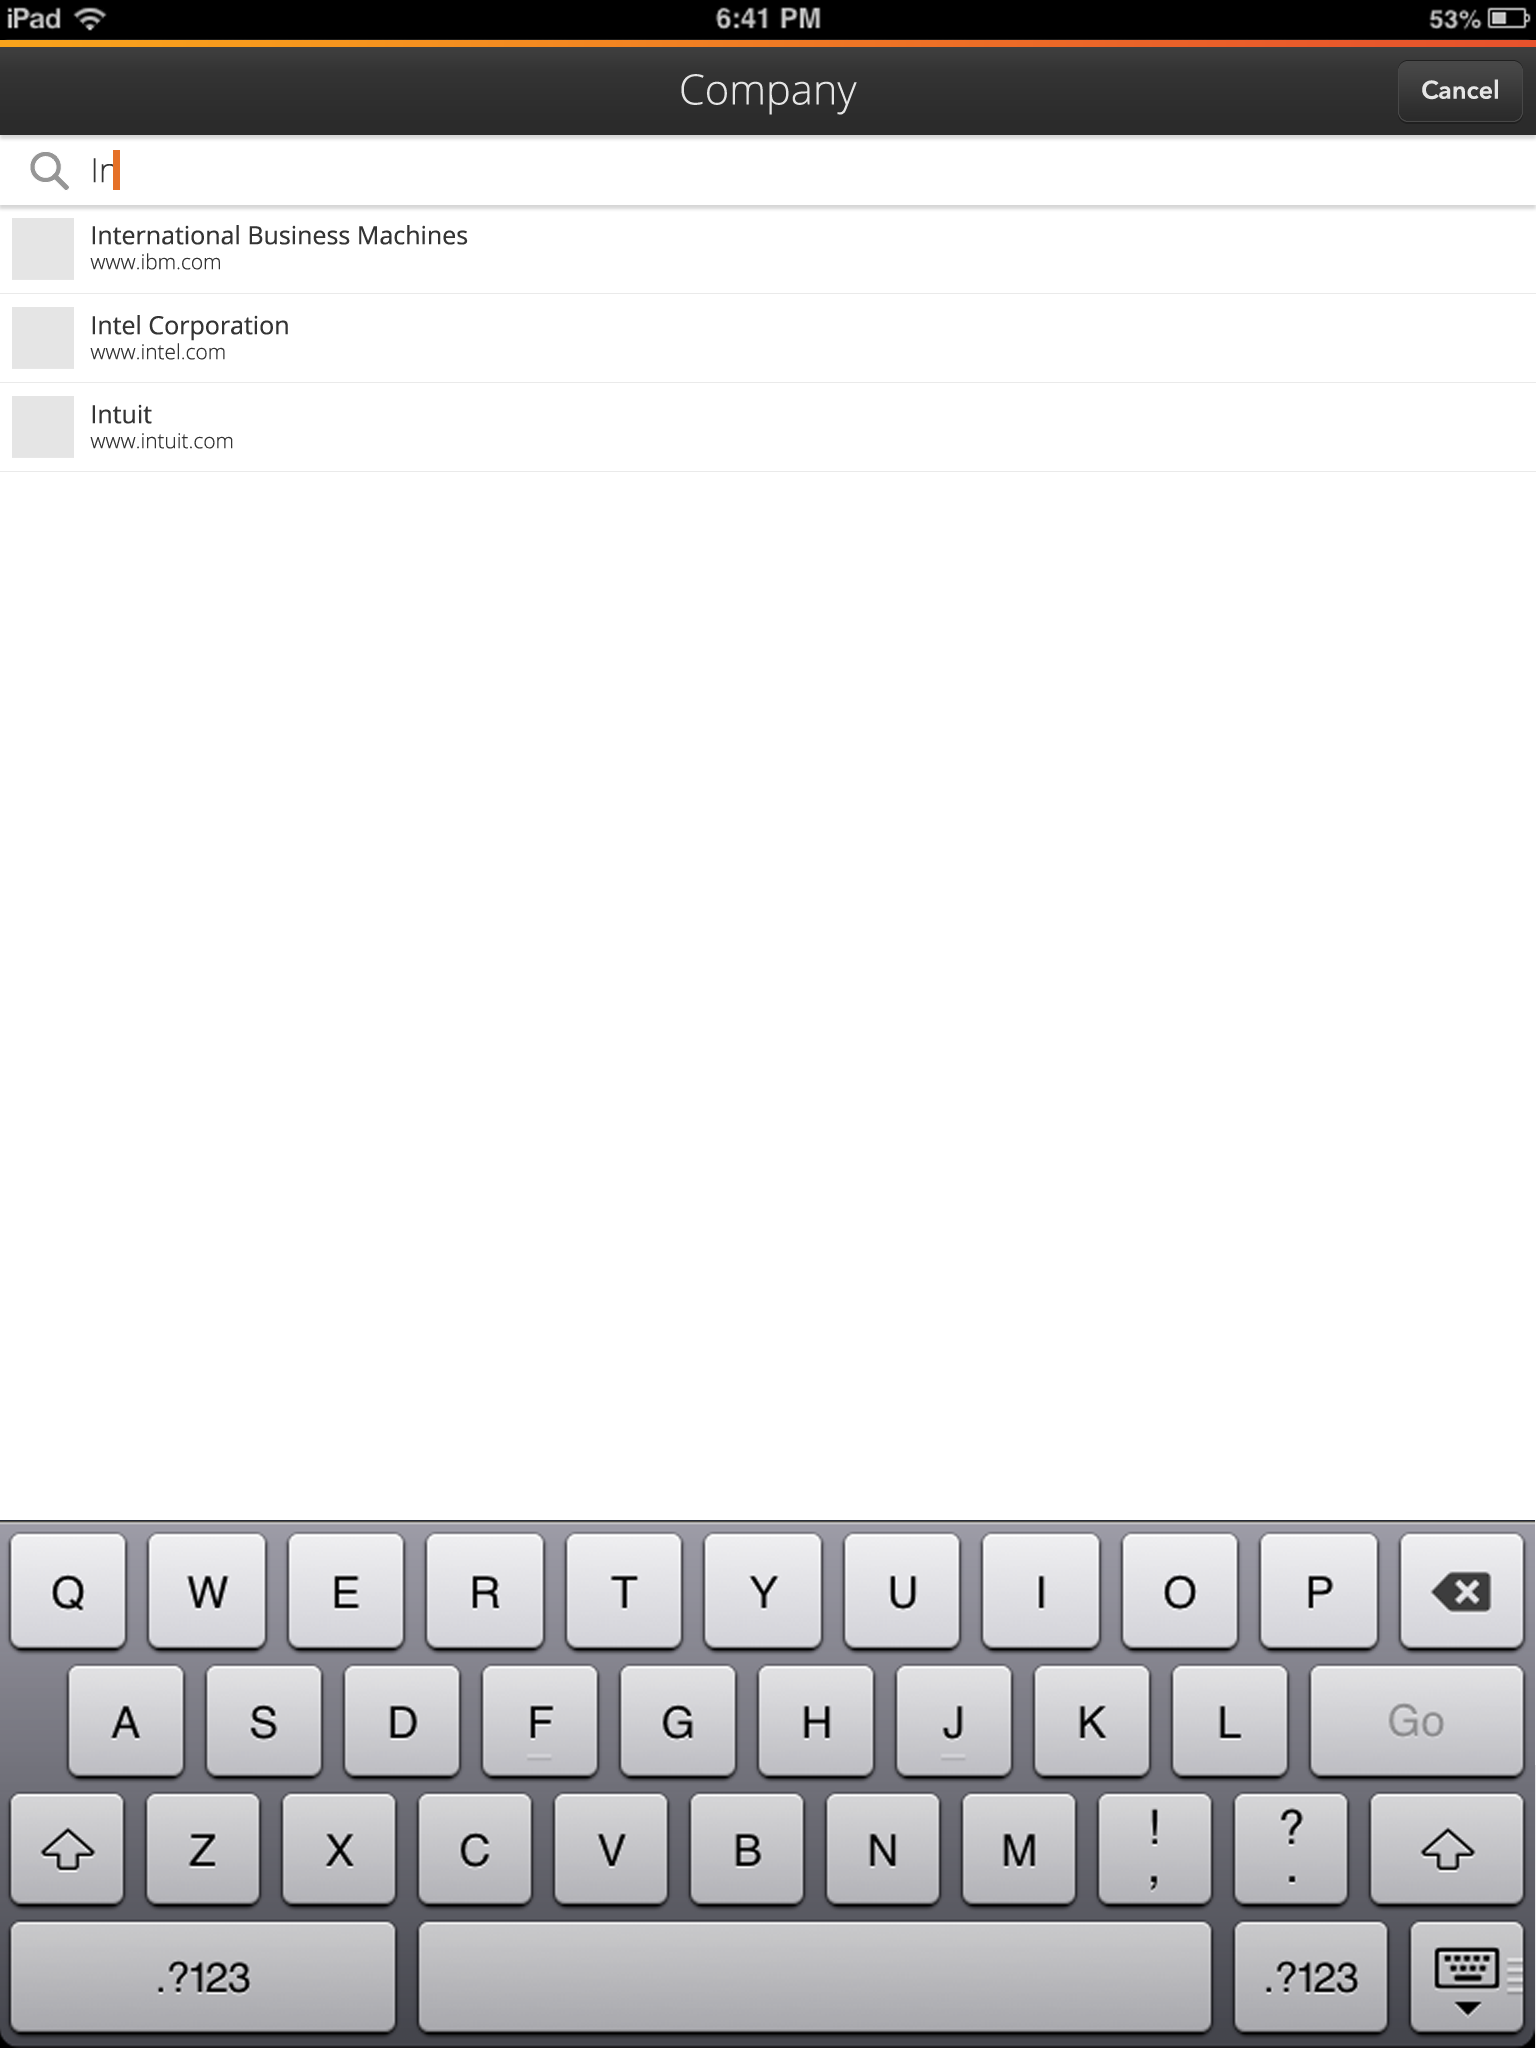 iPad 6:41 PM 53%
Company Cancel
In
International Business Machines
www.ibm.com
Intel Corporation
www.intel.com
Intuit
www.intuit.com
Q W E R T Y U I O P
A S D F G H J K L Go
Z X C V B N M ! , ? .
.?123 .?123